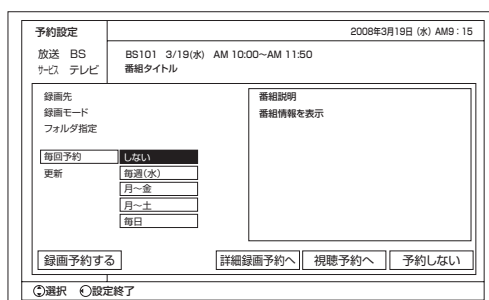 予約設定 2008年3月19日 (水) AM9：15
放送 BS BS101 3/19(水) AM 10:00〜AM 11:50
サービス テレビ 番組タイトル
録画先 番組説明
録画モード 番組情報を表示
フォルダ指定
毎回予約 しない
更新 毎週(水)
月〜金
月〜土
毎日
録画予約する 詳細録画予約へ 視聴予約へ 予約しない
選択 設定終了